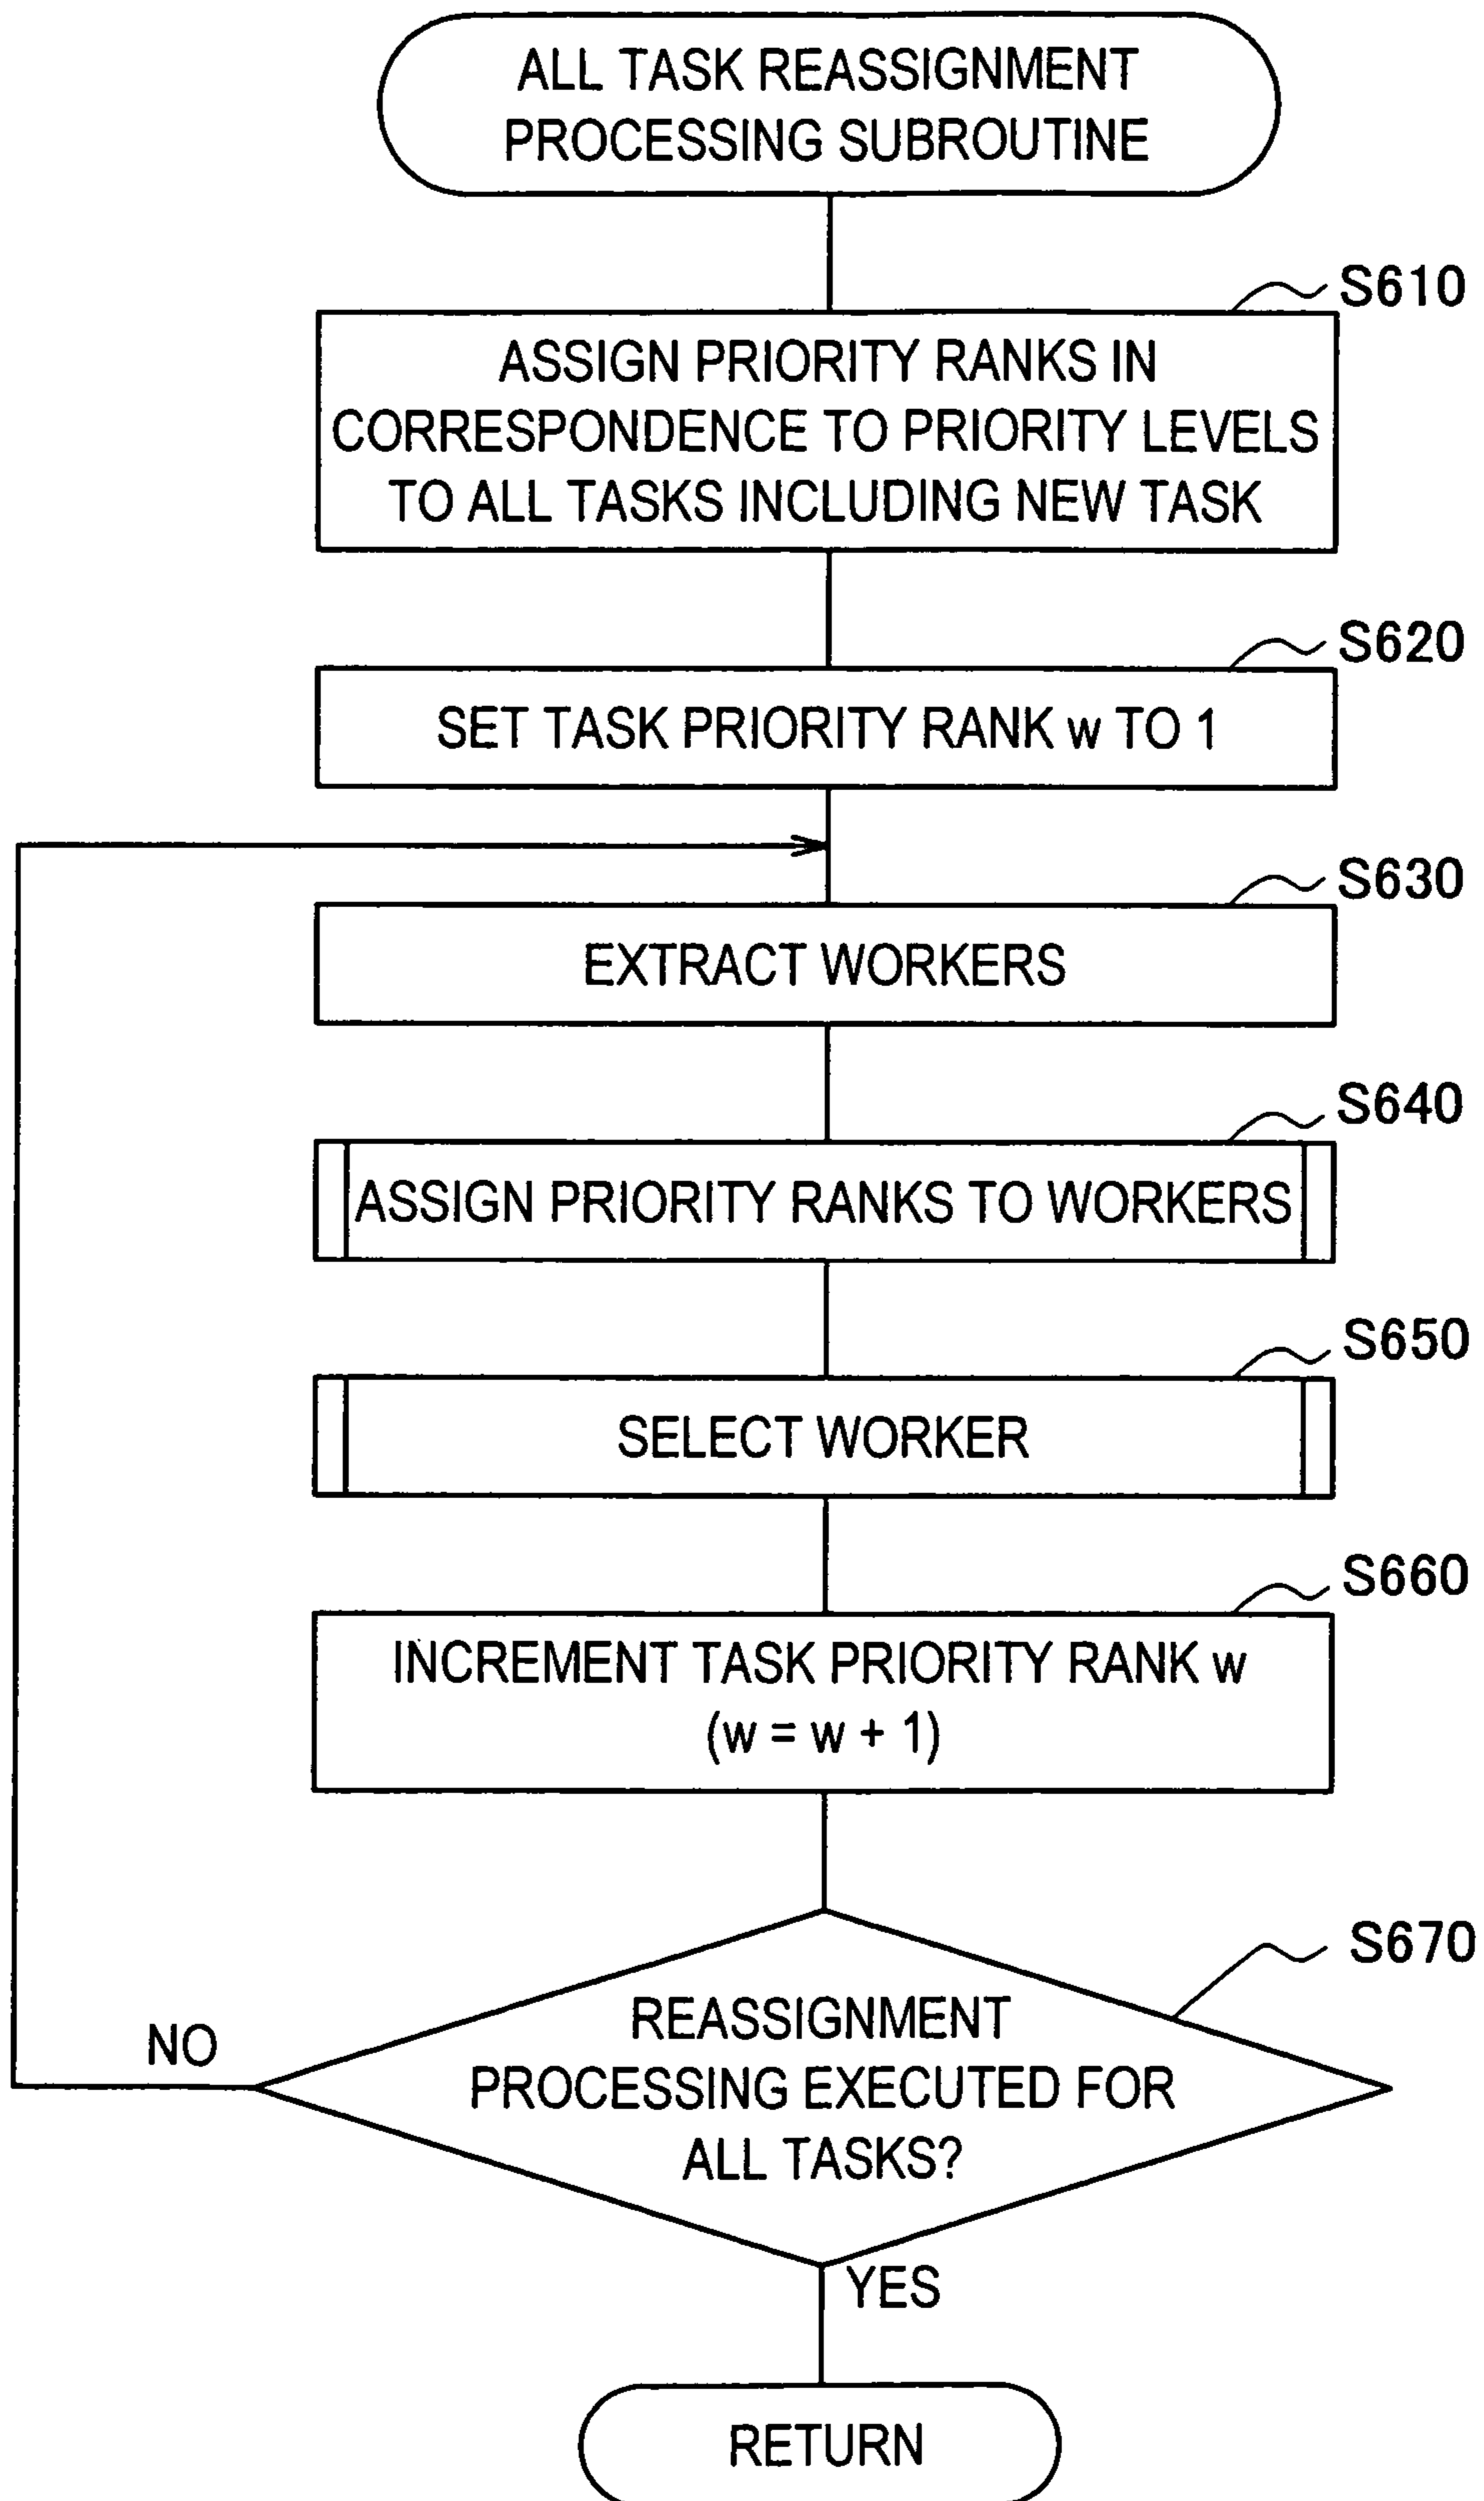 ALL TASK REASSIGNMENT
PROCESSING SUBROUTINE
S610
ASSIGN PRIORITY RANKS IN
CORRESPONDENCE TO PRIORITY LEVELS
TO ALL TASKS INCLUDING NEW TASK
S620
SET TASK PRIORITY RANK w TO 1
S630
EXTRACT WORKERS
S640
ASSIGN PRIORITY RANKS TO WORKERS
S650
SELECT WORKER
S660
INCREMENT TASK PRIORITY RANK w
(w = w + 1)
S670
REASSIGNMENT
PROCESSING EXECUTED FOR
ALL TASKS?
NO
YES
RETURN